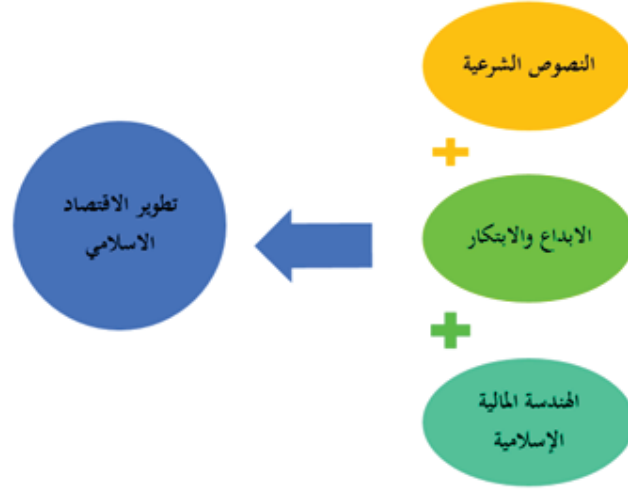 النصوص الشرعية
الابداع والابتكار
الهندسة المالية
الإسلامية
تطوير الاقتصاد
الاسلامي